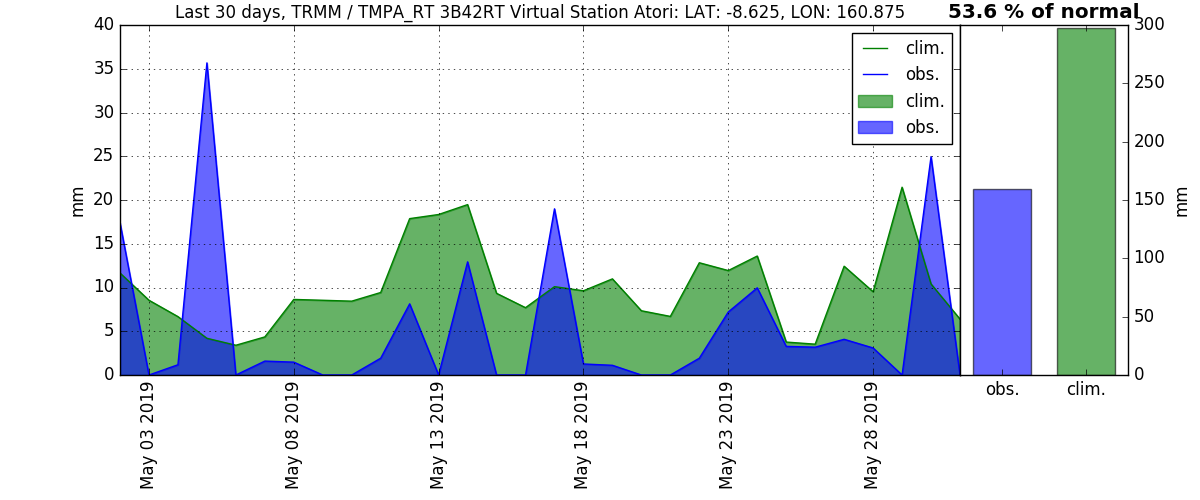 Last 30 days, TRMM / TMPA_RT 3B42RT Virtual Station Atori: LAT: -8.625, LON: 160.875
53.6 % of normal
40
35
30
25
20
15
10
5
0
mm
clim.
obs.
clim.
obs.
300
250
200
150
100
50
0
mm
obs.
clim.
May 03 2019
May 08 2019
May 13 2019
May 18 2019
May 23 2019
May 28 2019